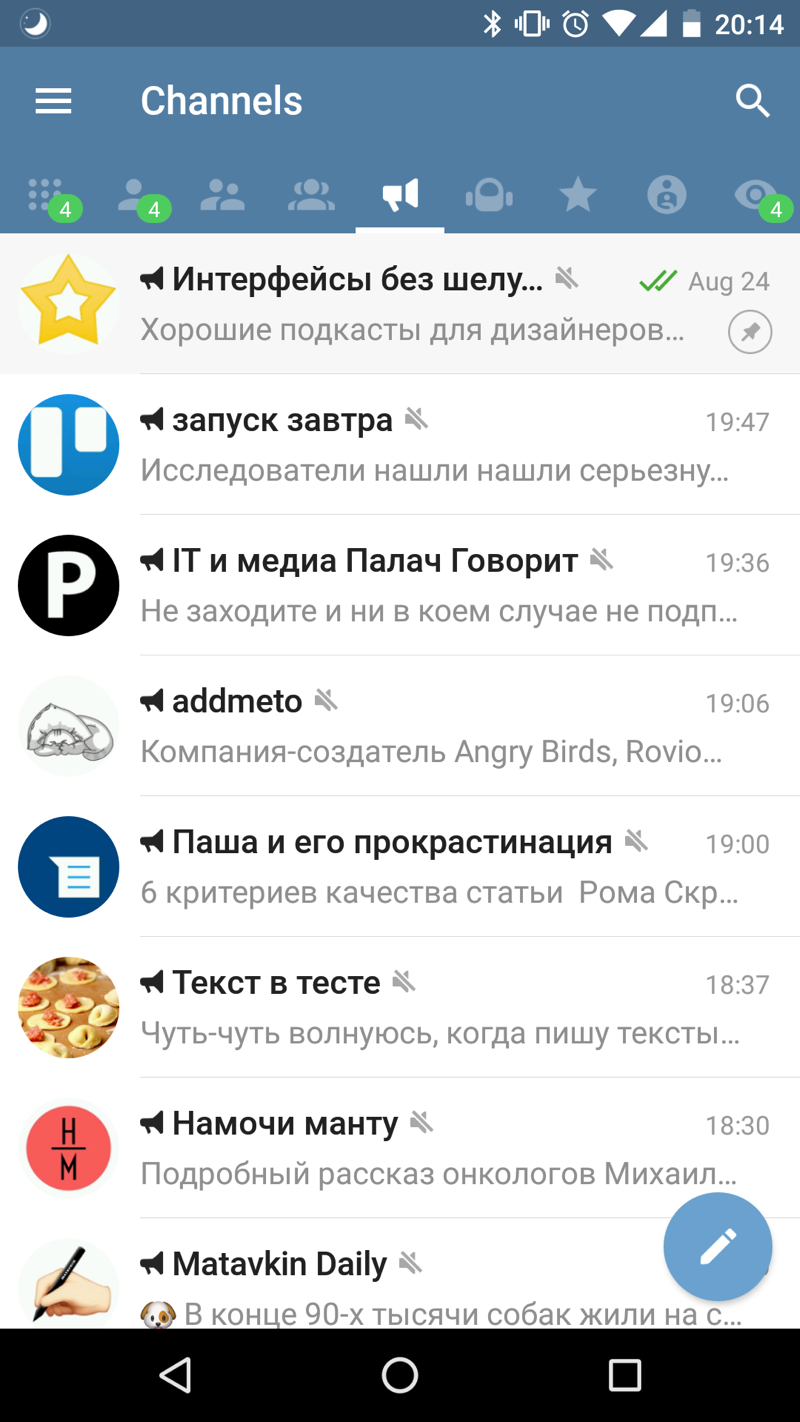 20:14
Channels
4 4 4
Интерфейсы без шелу... Aug 24
Хорошие подкасты для дизайнеров...
запуск завтра 19:47
Исследователи нашли нашли серьезну...
P
IT и медиа Палач Говорит 19:36
Не заходите и ни в коем случае не подп...
addmeto 19:06
Компания-создатель Angry Birds, Rovio...
Паша и его прокрастинация 19:00
6 критериев качества статьи Рома Скр...
Текст в тесте 18:37
Чуть-чуть волнуюсь, когда пишу тексты...
Н
М
Намочи манту 18:30
Подробный рассказ онкологов Михаил...
Matavkin Daily
🐶 В конце 90-х тысячи собак жили на с...